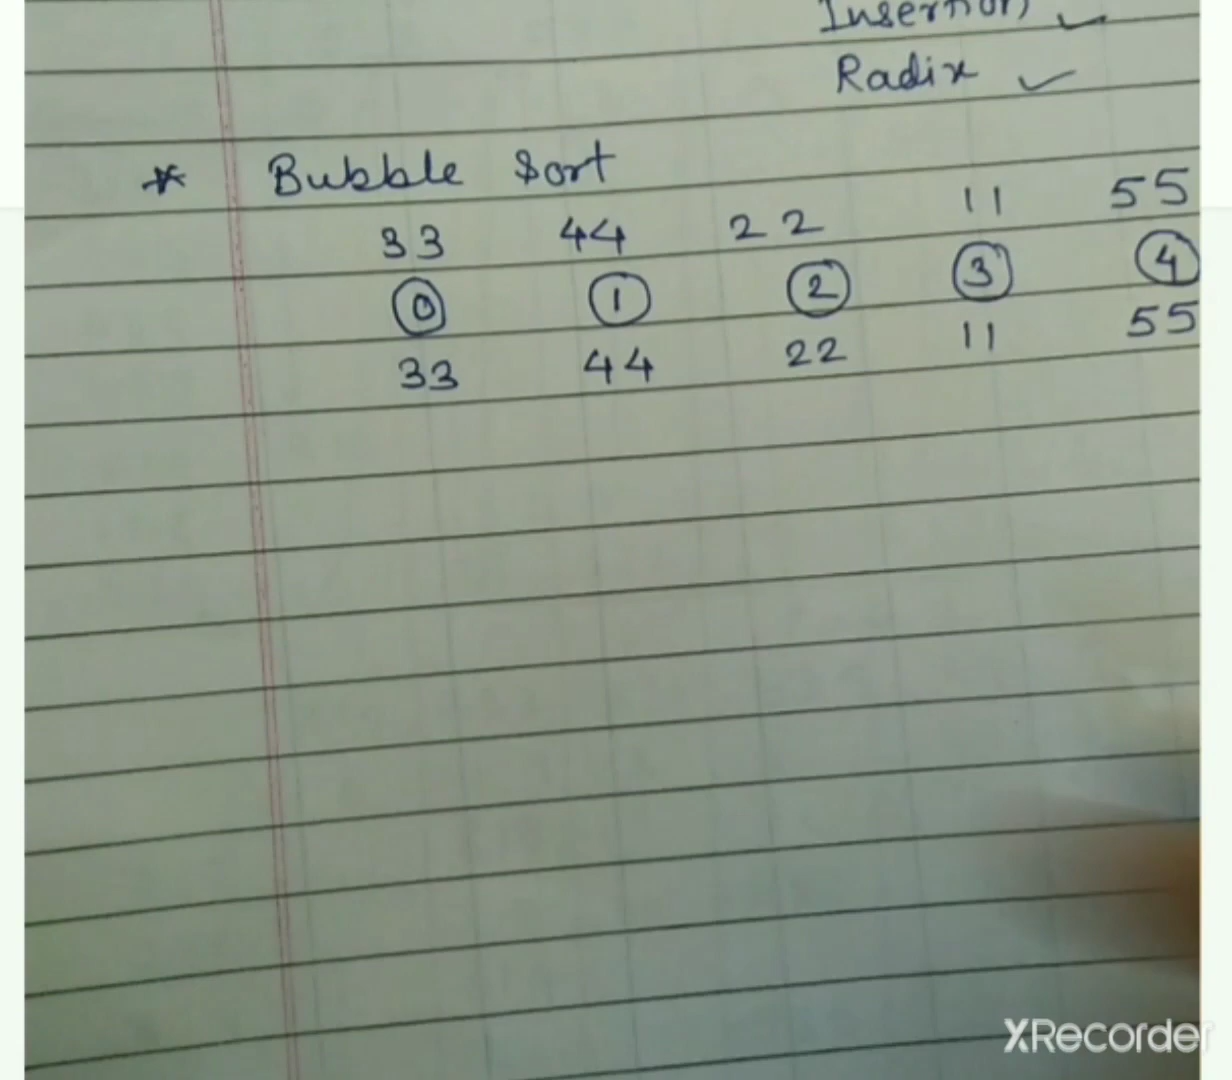 Insertion ✓
Radix ✓
* Bubble Sort
33 44 22 11 55
0 1 2 3 4
33 44 22 11 55
XRecorder